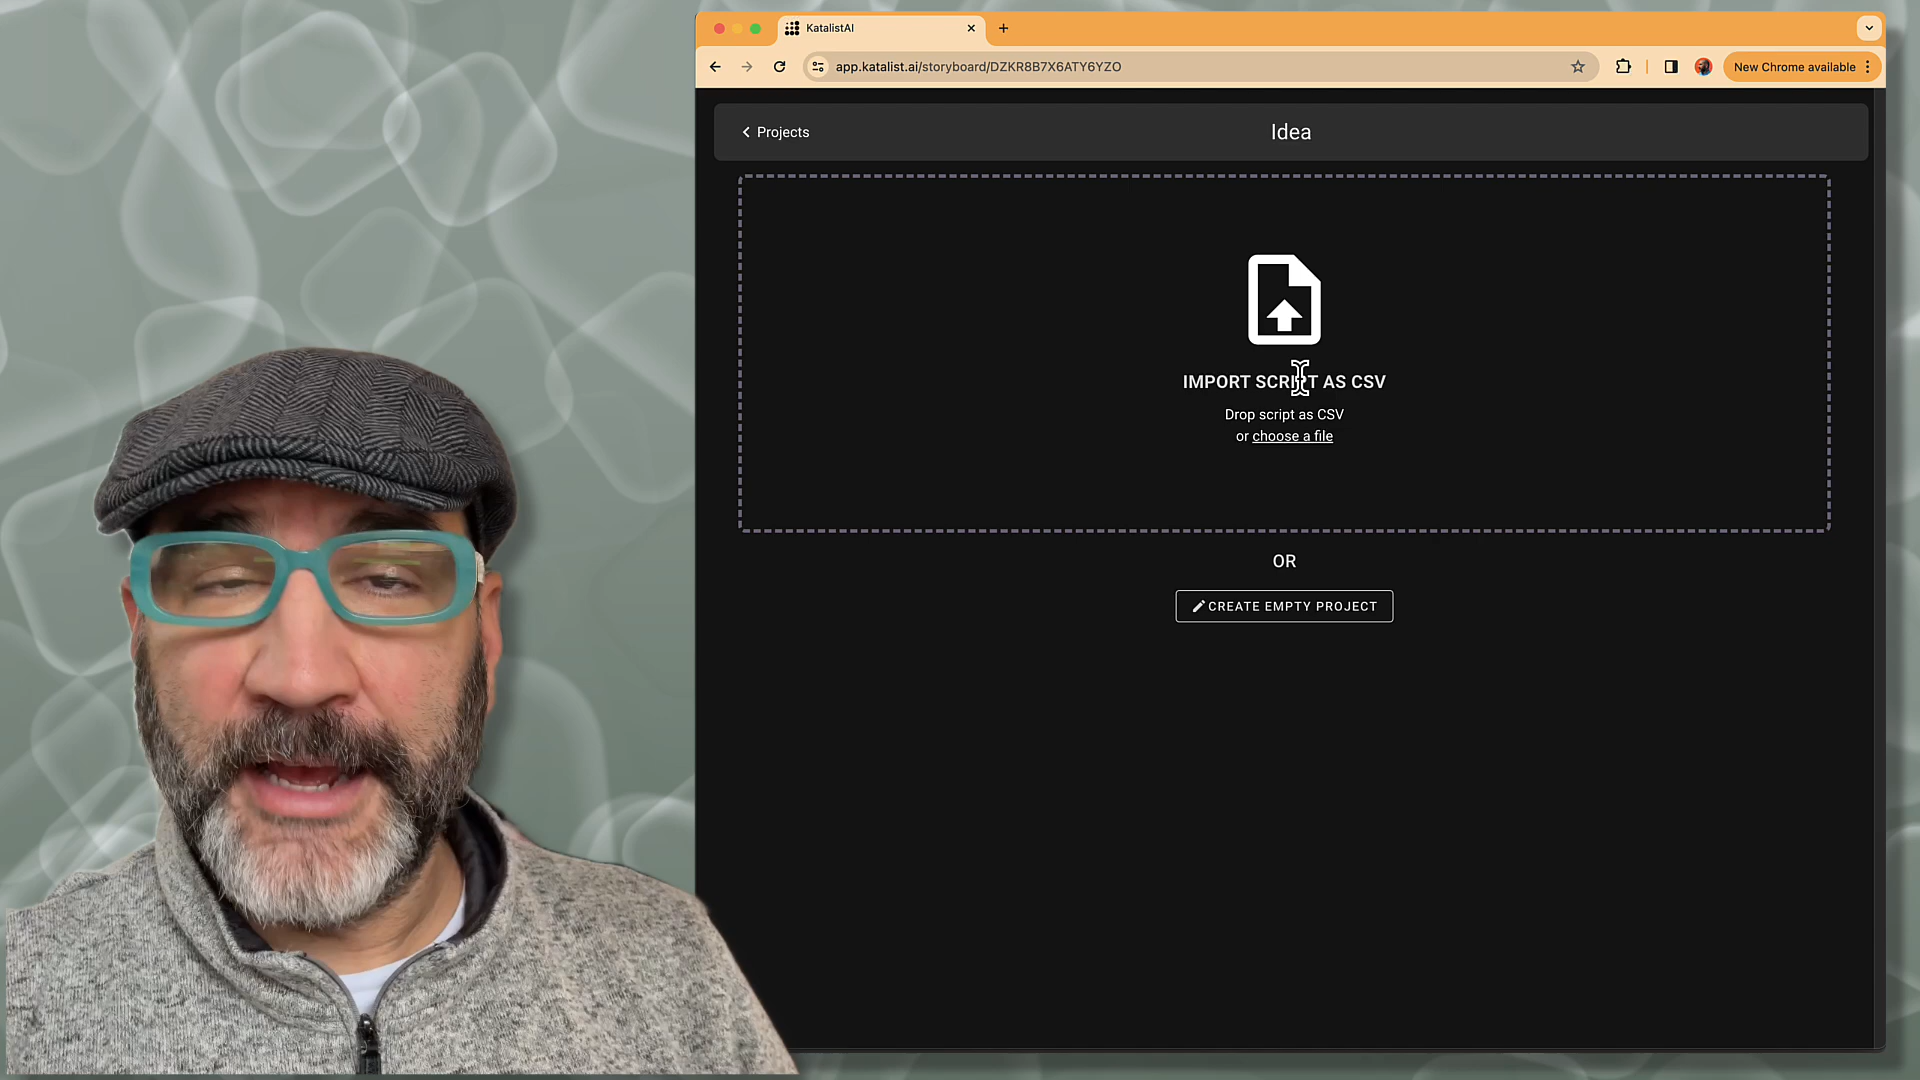 KatalistAI
app.katalist.ai/storyboard/DZKR8B7X6ATY6YZO
New Chrome available
Projects
Idea
IMPORT SCRIPT AS CSV
Drop script as CSV
or choose a file
OR
CREATE EMPTY PROJECT